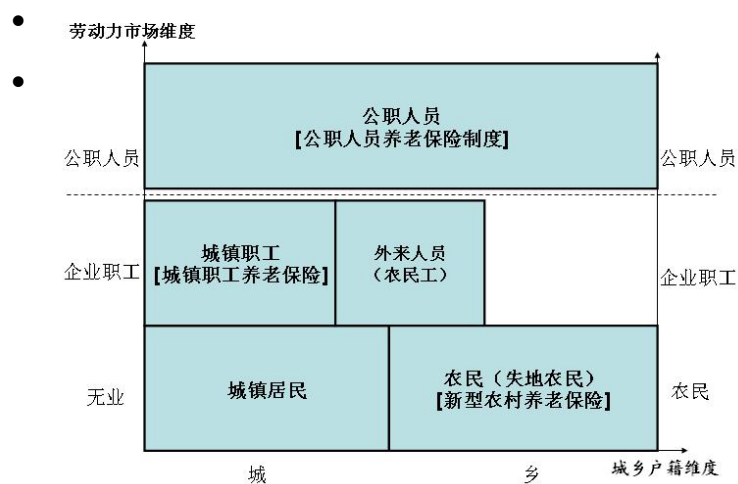 劳动力市场维度
公职人员
[公职人员养老保险制度]
公职人员
公职人员
城镇职工
[城镇职工养老保险]
外来人员
（农民工）
企业职工
企业职工
城镇居民
农民（失地农民）
[新型农村养老保险]
无业
农民
城
乡
城乡户籍维度